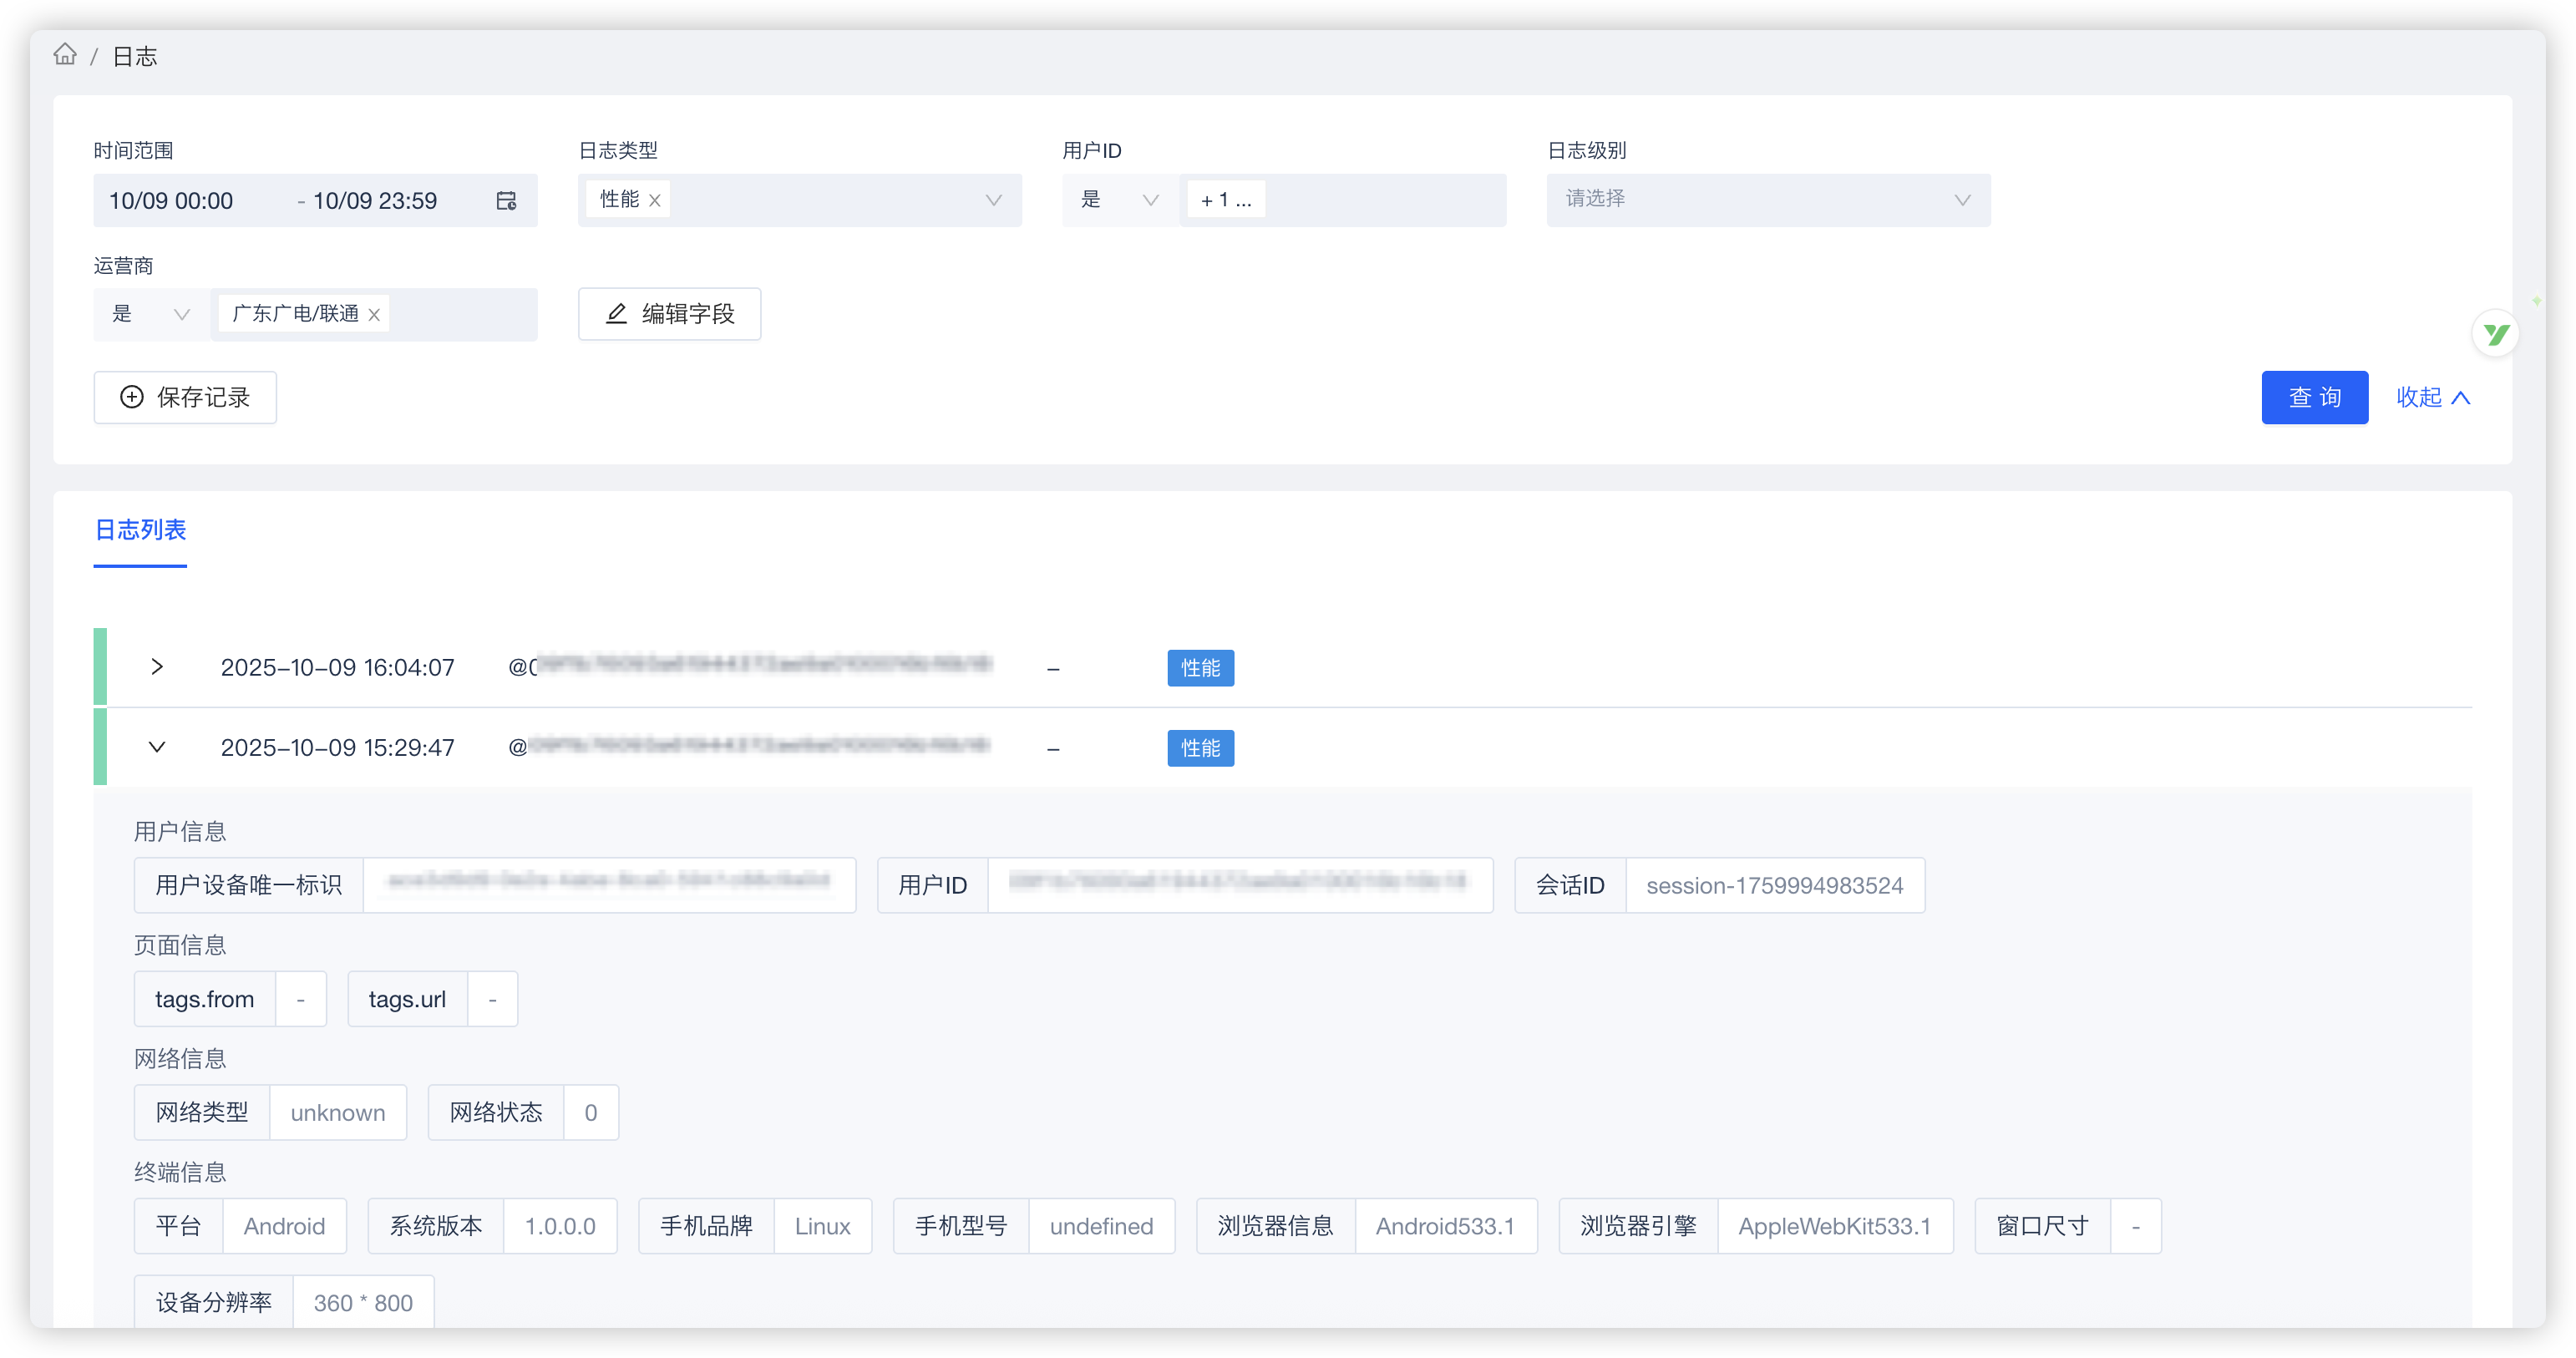 / 日志
时间范围 日志类型 用户ID 日志级别
10/09 00:00 - 10/09 23:59 性能 是 + 1 ... 请选择
运营商
是 广东广电/联通 编辑字段
保存记录 查 询 收起
日志列表
2025-10-09 16:04:07 - 性能
2025-10-09 15:29:47 - 性能
用户信息
用户设备唯一标识 用户ID 会话ID session-1759994983524
页面信息
tags.from - tags.url -
网络信息
网络类型 unknown 网络状态 0
终端信息
平台 Android 系统版本 1.0.0.0 手机品牌 Linux 手机型号 undefined 浏览器信息 Android533.1 浏览器引擎 AppleWebKit533.1 窗口尺寸 -
设备分辨率 360 * 800